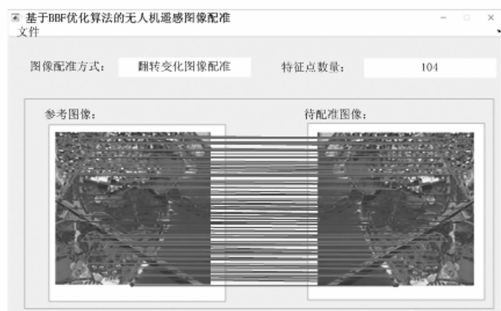 基于BBF优化算法的无人机遥感图像配准
文件
图像配准方式： 翻转变化图像配准 特征点数量： 104
参考图像： 待配准图像：